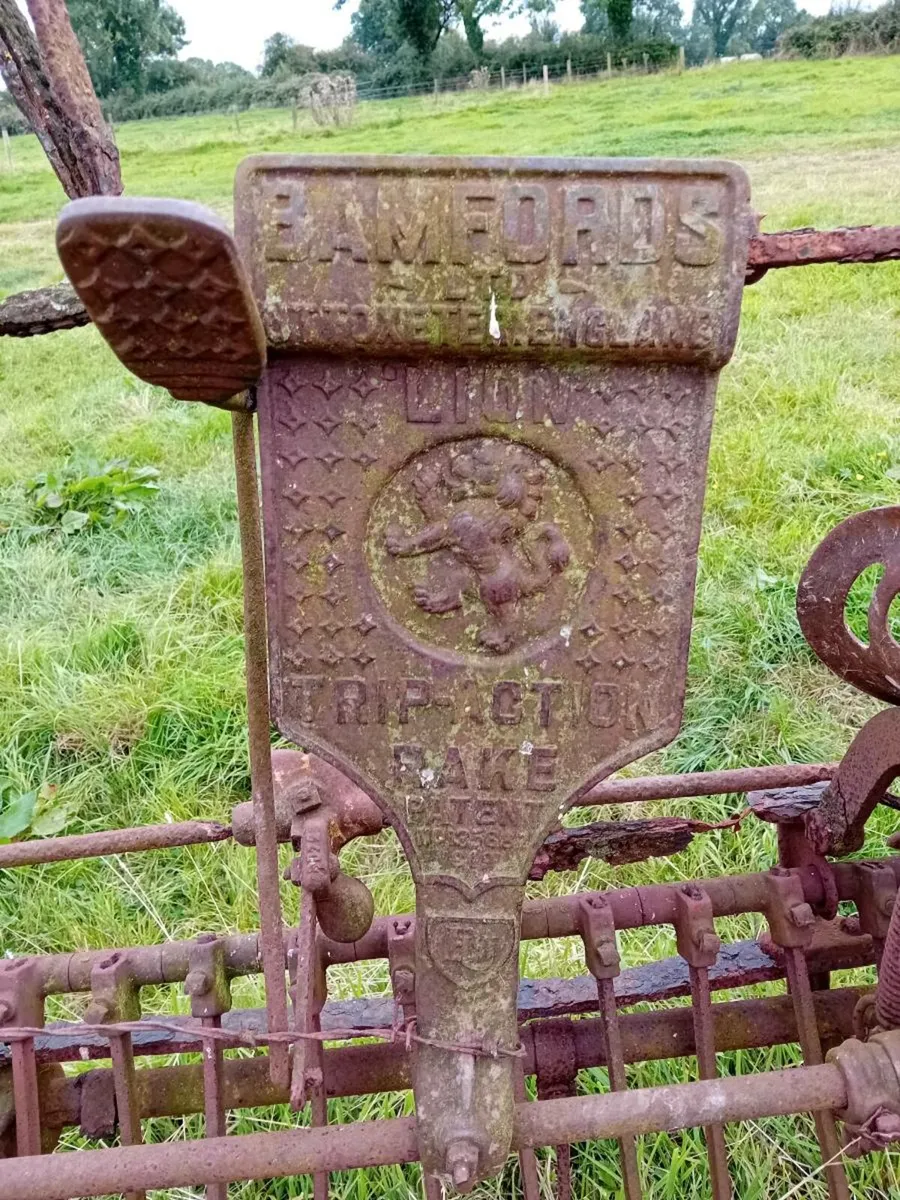 BAMFORDS
LTD
UTTOXETER. ENGLAND
"LION"
TRIP-ACTION
RAKE
PATENT